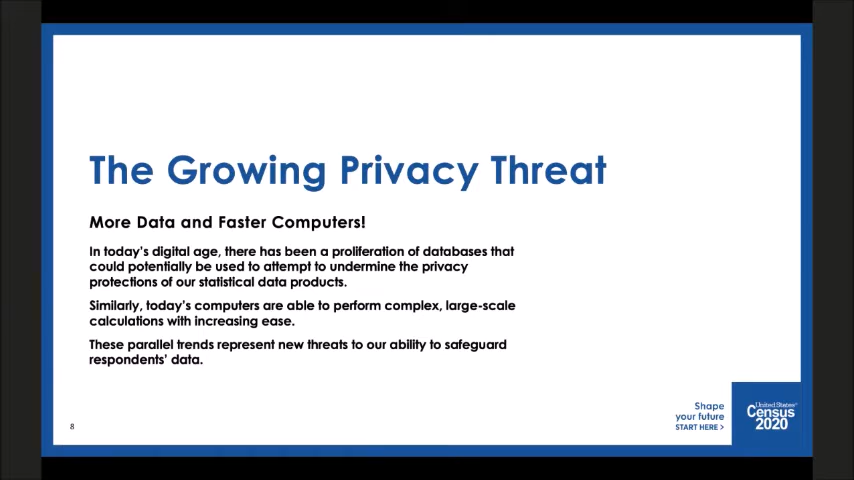 The Growing Privacy Threat
More Data and Faster Computers!
In today's digital age, there has been a proliferation of databases that
could potentially be used to attempt to undermine the privacy
protections of our statistical data products.
Similarly, today's computers are able to perform complex, large-scale
calculations with increasing ease.
These parallel trends represent new threats to our ability to safeguard
respondents' data.
8
Shape
your future
START HERE >
United States®
Census
2020